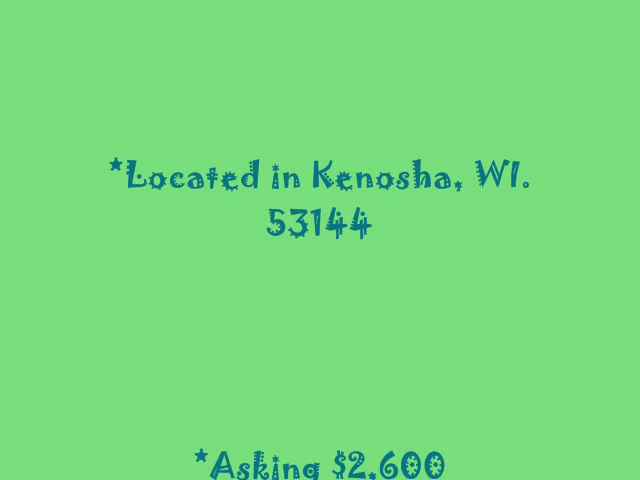 *Located in Kenosha, WI.
53144
*Asking $2,600